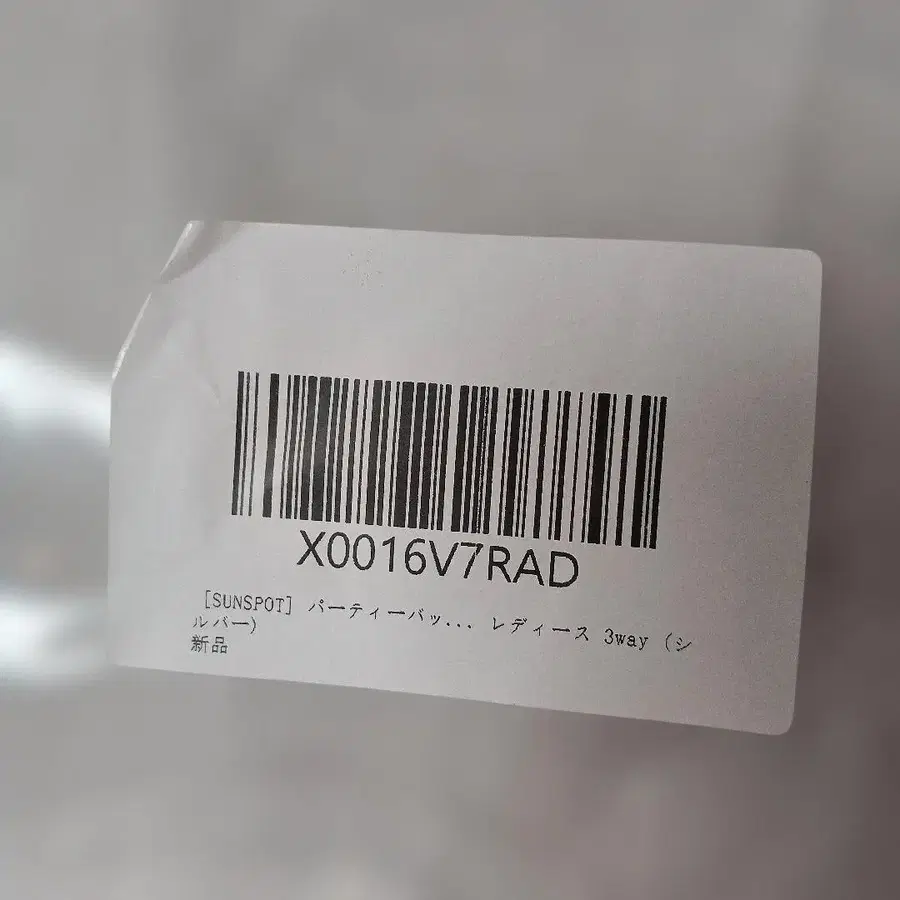 X0016V7RAD
[SUNSPOT] パーティーバッ... レディース 3way (シ
ルバー)
新品